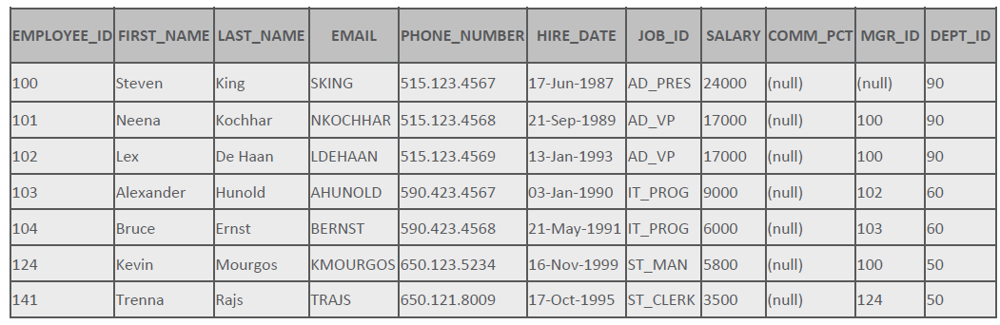 EMPLOYEE_ID FIRST_NAME LAST_NAME EMAIL PHONE_NUMBER HIRE_DATE JOB_ID SALARY COMM_PCT MGR_ID DEPT_ID
100 Steven King SKING 515.123.4567 17-Jun-1987 AD_PRES 24000 (null) (null) 90
101 Neena Kochhar NKOCHHAR 515.123.4568 21-Sep-1989 AD_VP 17000 (null) 100 90
102 Lex De Haan LDEHAAN 515.123.4569 13-Jan-1993 AD_VP 17000 (null) 100 90
103 Alexander Hunold AHUNOLD 590.423.4567 03-Jan-1990 IT_PROG 9000 (null) 102 60
104 Bruce Ernst BERNST 590.423.4568 21-May-1991 IT_PROG 6000 (null) 103 60
124 Kevin Mourgos KMOURGOS 650.123.5234 16-Nov-1999 ST_MAN 5800 (null) 100 50
141 Trenna Rajs TRAJS 650.121.8009 17-Oct-1995 ST_CLERK 3500 (null) 124 50